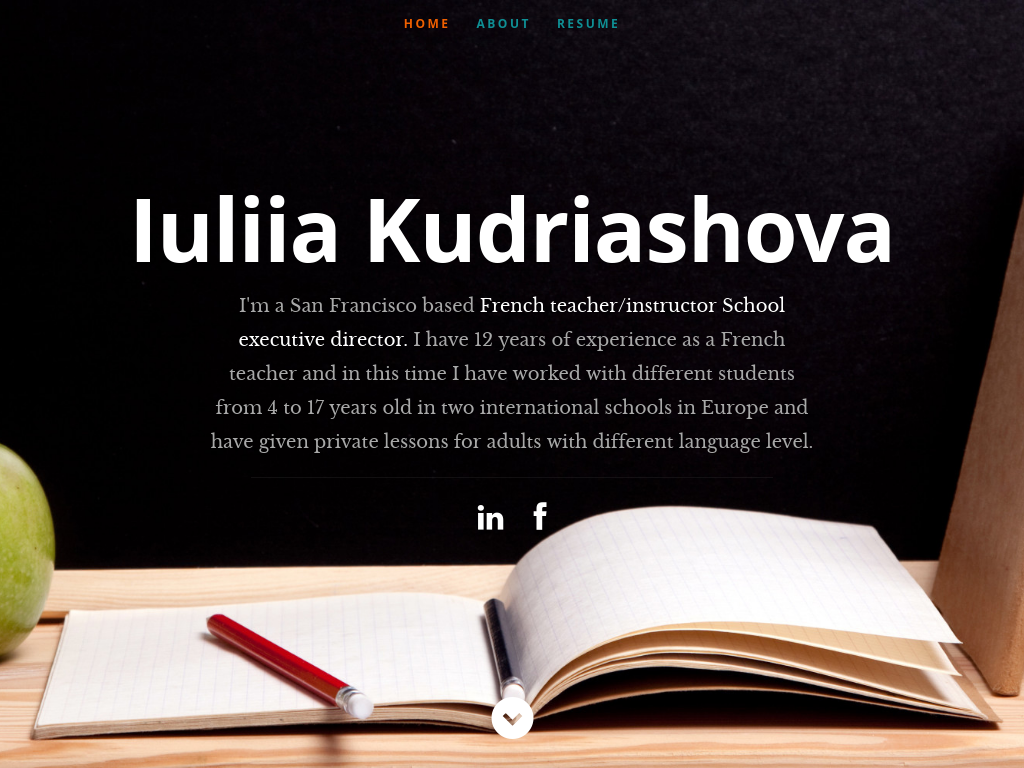 HOME ABOUT RESUME
Iuliia Kudriashova
I'm a San Francisco based French teacher/instructor School
executive director. I have 12 years of experience as a French
teacher and in this time I have worked with different students
from 4 to 17 years old in two international schools in Europe and
have given private lessons for adults with different language level.